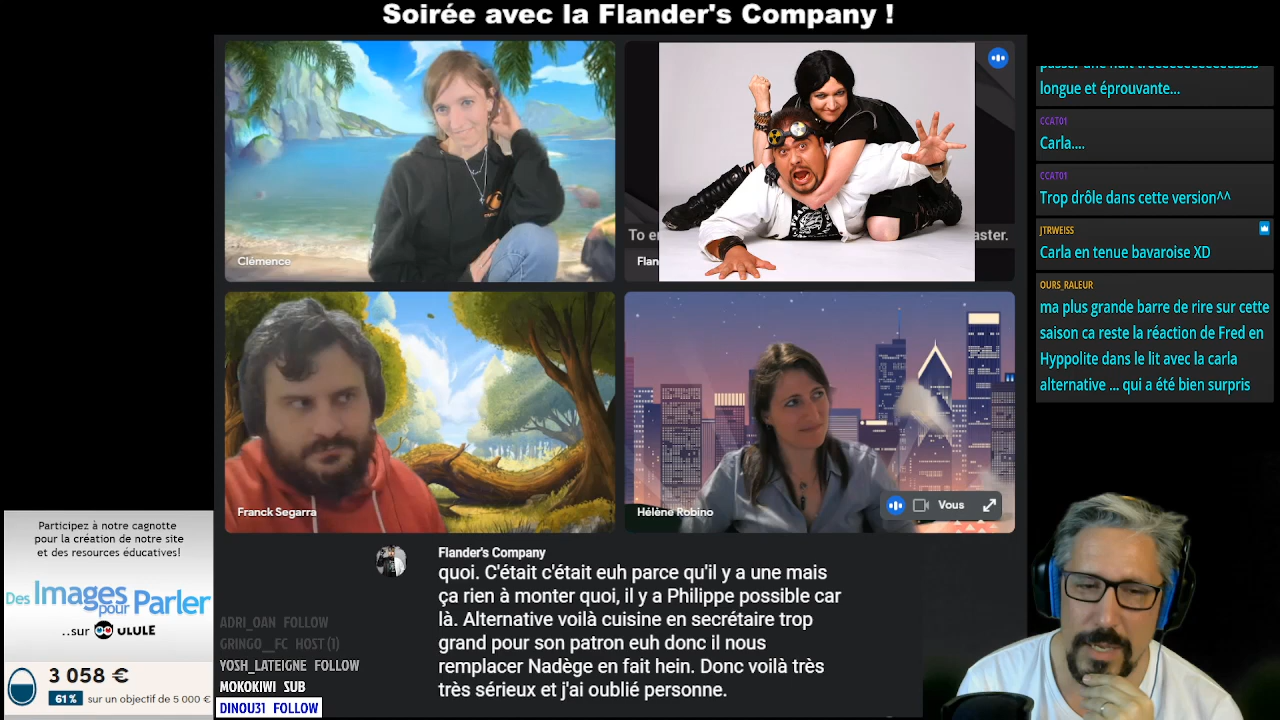 Soirée avec la Flander's Company !
Clémence
To e
aster.
Flan
Franck Segarra
Hélène Robino
Vous
longue et éprouvante...
CCAT01
Carla....
CCAT01
Trop drôle dans cette version^^
JTRWEISS
Carla en tenue bavaroise XD
OURS_RALEUR
ma plus grande barre de rire sur cette
saison ca reste la réaction de Fred en
Hyppolite dans le lit avec la carla
alternative ... qui a été bien surpris
Participez à notre cagnotte
pour la création de notre site
et des resources éducatives!
Des Images pour Parler
..sur ULULE
3 058 €
61 % sur un objectif de 5 000 €
ADRI_OAN FOLLOW
GRINGO__FC HOST (1)
YOSH_LATEIGNE FOLLOW
MOKOKIWI SUB
DINOU31 FOLLOW
Flander's Company
quoi. C'était c'était euh parce qu'il y a une mais
ça rien à monter quoi, il y a Philippe possible car
là. Alternative voilà cuisine en secrétaire trop
grand pour son patron euh donc il nous
remplacer Nadège en fait hein. Donc voilà très
très sérieux et j'ai oublié personne.